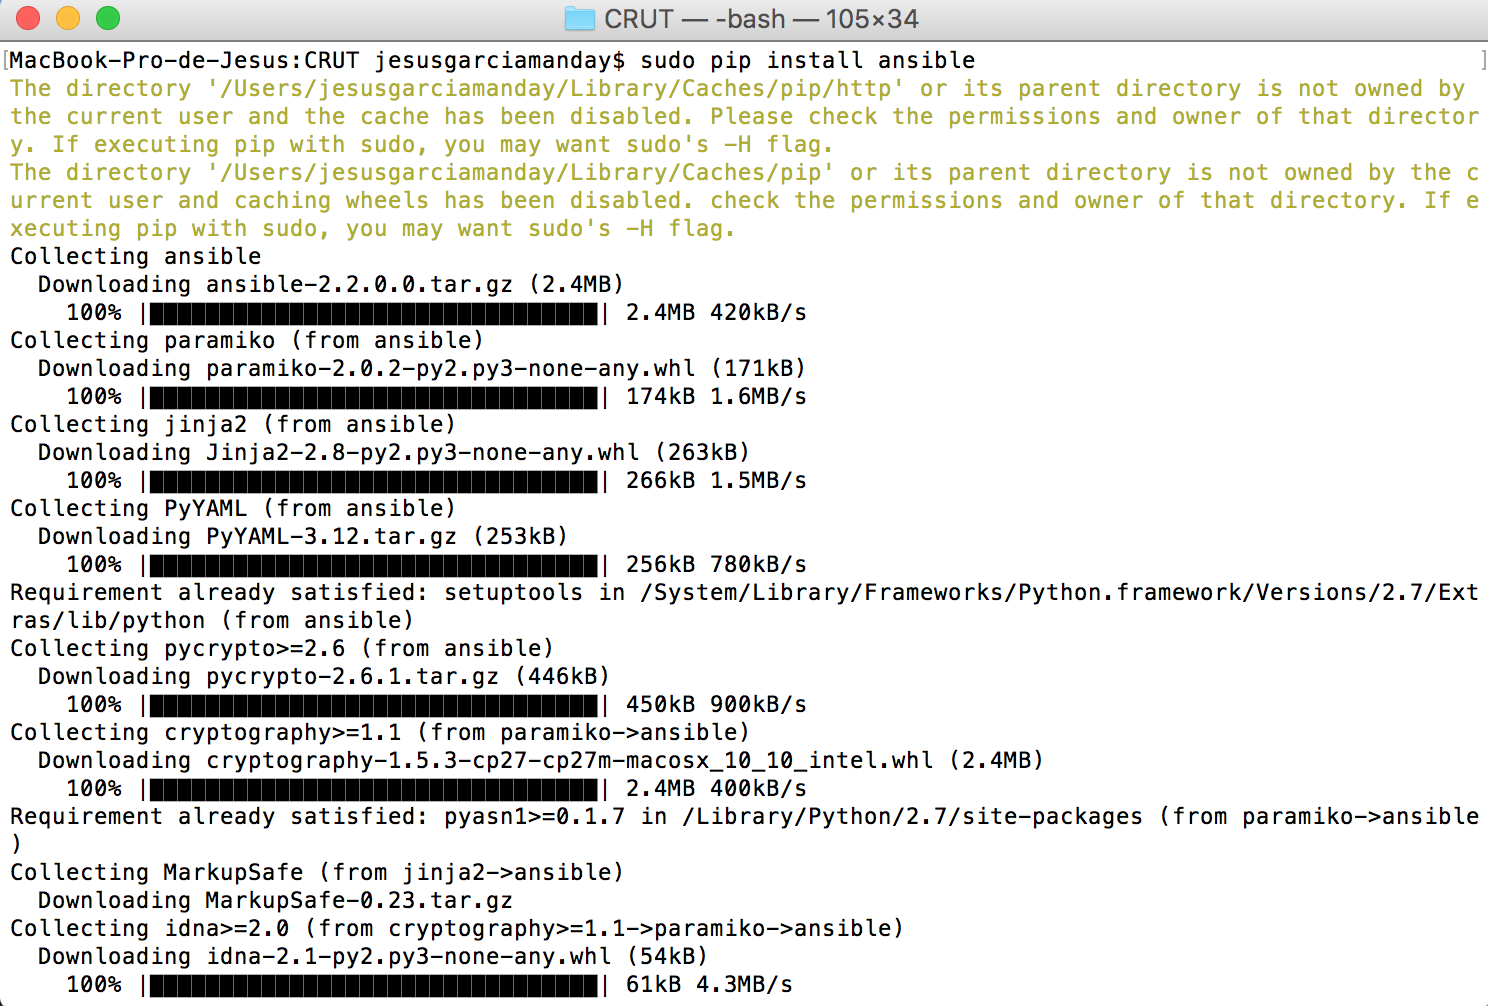 CRUT — -bash — 105×34
[MacBook-Pro-de-Jesus:CRUT jesusgarciamanday$ sudo pip install ansible ]
The directory '/Users/jesusgarciamanday/Library/Caches/pip/http' or its parent directory is not owned by
the current user and the cache has been disabled. Please check the permissions and owner of that director
y. If executing pip with sudo, you may want sudo's -H flag.
The directory '/Users/jesusgarciamanday/Library/Caches/pip' or its parent directory is not owned by the c
urrent user and caching wheels has been disabled. check the permissions and owner of that directory. If e
xecuting pip with sudo, you may want sudo's -H flag.
Collecting ansible
  Downloading ansible-2.2.0.0.tar.gz (2.4MB)
    100% |████████████████████████████████| 2.4MB 420kB/s
Collecting paramiko (from ansible)
  Downloading paramiko-2.0.2-py2.py3-none-any.whl (171kB)
    100% |████████████████████████████████| 174kB 1.6MB/s
Collecting jinja2 (from ansible)
  Downloading Jinja2-2.8-py2.py3-none-any.whl (263kB)
    100% |████████████████████████████████| 266kB 1.5MB/s
Collecting PyYAML (from ansible)
  Downloading PyYAML-3.12.tar.gz (253kB)
    100% |████████████████████████████████| 256kB 780kB/s
Requirement already satisfied: setuptools in /System/Library/Frameworks/Python.framework/Versions/2.7/Ext
ras/lib/python (from ansible)
Collecting pycrypto>=2.6 (from ansible)
  Downloading pycrypto-2.6.1.tar.gz (446kB)
    100% |████████████████████████████████| 450kB 900kB/s
Collecting cryptography>=1.1 (from paramiko->ansible)
  Downloading cryptography-1.5.3-cp27-cp27m-macosx_10_10_intel.whl (2.4MB)
    100% |████████████████████████████████| 2.4MB 400kB/s
Requirement already satisfied: pyasn1>=0.1.7 in /Library/Python/2.7/site-packages (from paramiko->ansible
)
Collecting MarkupSafe (from jinja2->ansible)
  Downloading MarkupSafe-0.23.tar.gz
Collecting idna>=2.0 (from cryptography>=1.1->paramiko->ansible)
  Downloading idna-2.1-py2.py3-none-any.whl (54kB)
    100% |████████████████████████████████| 61kB 4.3MB/s